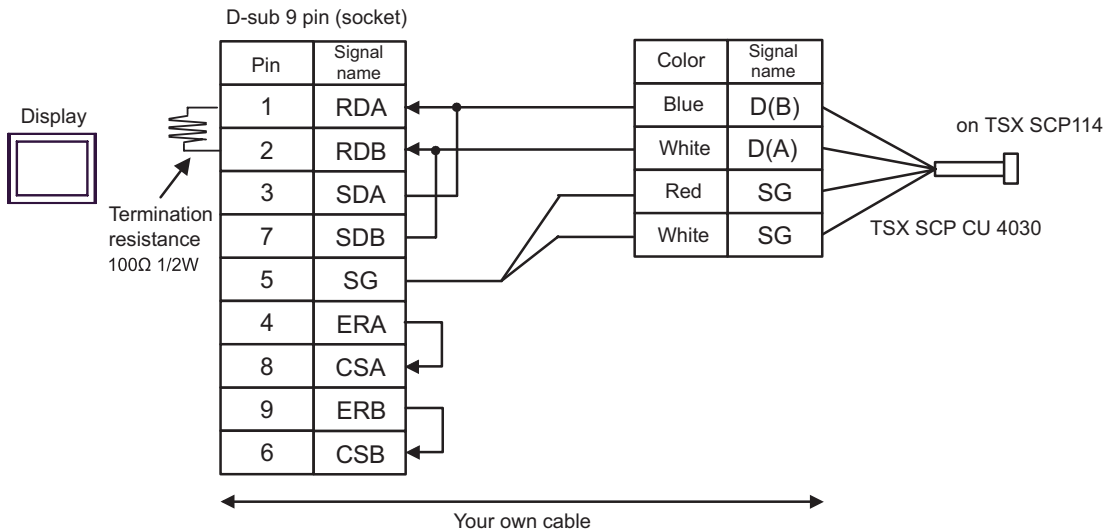 D-sub 9 pin (socket)
Display
Termination
resistance
100Ω 1/2W
Pin Signal name
1 RDA
2 RDB
3 SDA
7 SDB
5 SG
4 ERA
8 CSA
9 ERB
6 CSB
Color Signal name
Blue D(B)
White D(A)
Red SG
White SG
on TSX SCP114
TSX SCP CU 4030
Your own cable